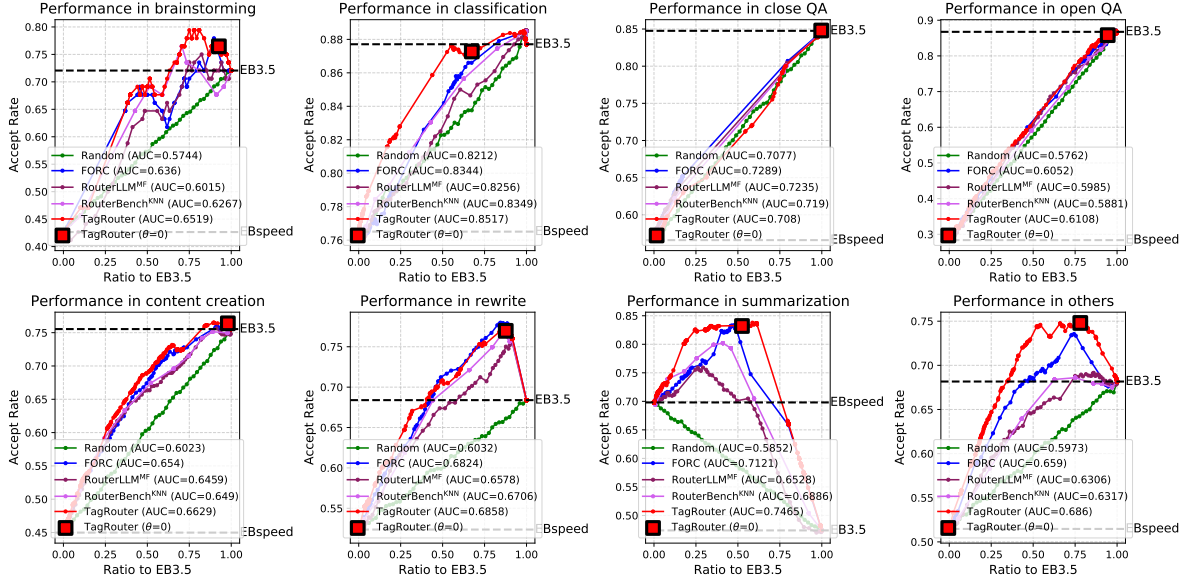 Performance in brainstorming
Accept Rate
0.80
0.75
0.70
0.65
0.60
0.55
0.50
0.45
0.40
EB3.5
EBspeed
Random (AUC=0.5744)
FORC (AUC=0.636)
RouterLLM^MF (AUC=0.6015)
RouterBench^KNN (AUC=0.6267)
TagRouter (AUC=0.6519)
TagRouter (θ=0)
0.00 0.25 0.50 0.75 1.00
Ratio to EB3.5
Performance in classification
Accept Rate
0.88
0.86
0.84
0.82
0.80
0.78
0.76
EB3.5
EBspeed
Random (AUC=0.8212)
FORC (AUC=0.8344)
RouterLLM^MF (AUC=0.8256)
RouterBench^KNN (AUC=0.8349)
TagRouter (AUC=0.8517)
TagRouter (θ=0)
0.00 0.25 0.50 0.75 1.00
Ratio to EB3.5
Performance in close QA
Accept Rate
0.85
0.80
0.75
0.70
0.65
0.60
EB3.5
EBspeed
Random (AUC=0.7077)
FORC (AUC=0.7289)
RouterLLM^MF (AUC=0.7235)
RouterBench^KNN (AUC=0.719)
TagRouter (AUC=0.708)
TagRouter (θ=0)
0.00 0.25 0.50 0.75 1.00
Ratio to EB3.5
Performance in open QA
Accept Rate
0.9
0.8
0.7
0.6
0.5
0.4
0.3
EB3.5
EBspeed
Random (AUC=0.5762)
FORC (AUC=0.6052)
RouterLLM^MF (AUC=0.5985)
RouterBench^KNN (AUC=0.5881)
TagRouter (AUC=0.6108)
TagRouter (θ=0)
0.00 0.25 0.50 0.75 1.00
Ratio to EB3.5
Performance in content creation
Accept Rate
0.75
0.70
0.65
0.60
0.55
0.50
0.45
EB3.5
EBspeed
Random (AUC=0.6023)
FORC (AUC=0.654)
RouterLLM^MF (AUC=0.6459)
RouterBench^KNN (AUC=0.649)
TagRouter (AUC=0.6629)
TagRouter (θ=0)
0.00 0.25 0.50 0.75 1.00
Ratio to EB3.5
Performance in rewrite
Accept Rate
0.75
0.70
0.65
0.60
0.55
EB3.5
EBspeed
Random (AUC=0.6032)
FORC (AUC=0.6824)
RouterLLM^MF (AUC=0.6578)
RouterBench^KNN (AUC=0.6706)
TagRouter (AUC=0.6858)
TagRouter (θ=0)
0.00 0.25 0.50 0.75 1.00
Ratio to EB3.5
Performance in summarization
Accept Rate
0.85
0.80
0.75
0.70
0.65
0.60
0.55
0.50
EBspeed
EB3.5
Random (AUC=0.5852)
FORC (AUC=0.7121)
RouterLLM^MF (AUC=0.6528)
RouterBench^KNN (AUC=0.6886)
TagRouter (AUC=0.7465)
TagRouter (θ=0)
0.00 0.25 0.50 0.75 1.00
Ratio to EB3.5
Performance in others
Accept Rate
0.75
0.70
0.65
0.60
0.55
0.50
EB3.5
EBspeed
Random (AUC=0.5973)
FORC (AUC=0.659)
RouterLLM^MF (AUC=0.6306)
RouterBench^KNN (AUC=0.6317)
TagRouter (AUC=0.686)
TagRouter (θ=0)
0.00 0.25 0.50 0.75 1.00
Ratio to EB3.5